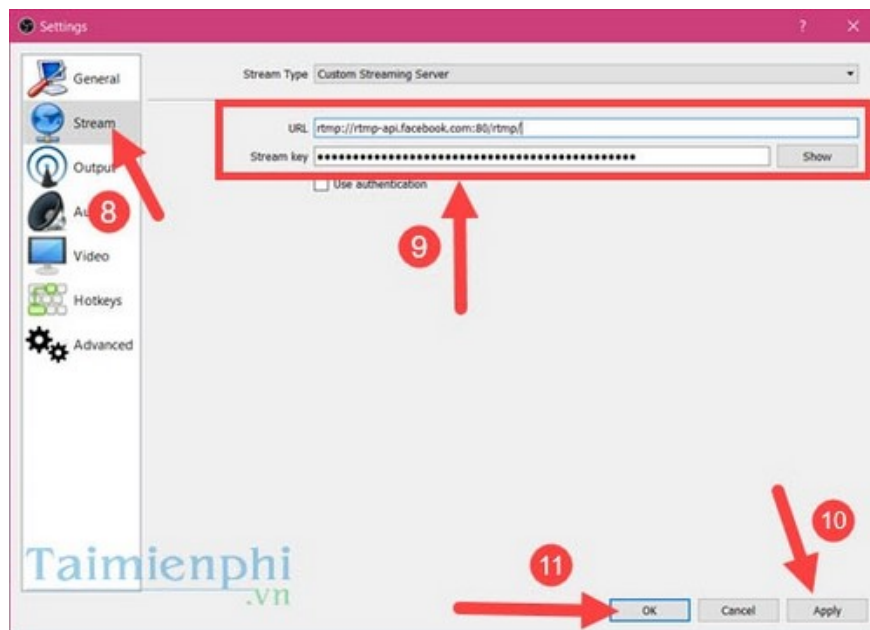 Settings
General
Stream
Output
Au
Video
Hotkeys
Advanced
Stream Type
Custom Streaming Server
URL
rtmp://rtmp-api.facebook.com:80/rtmp/
Stream key
Show
Use authentication
8
9
10
11
OK
Cancel
Apply
Taimienphi
.vn